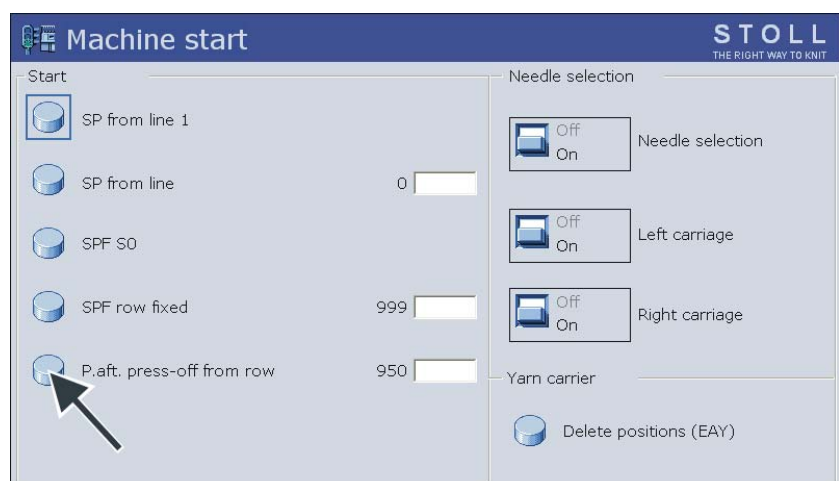 Machine start
STOLL
THE RIGHT WAY TO KNIT
Start
SP from line 1
SP from line 0
SPF S0
SPF row fixed 999
P.aft. press-off from row 950
Needle selection
Off
On
Needle selection
Off
On
Left carriage
Off
On
Right carriage
Yarn carrier
Delete positions (EAY)